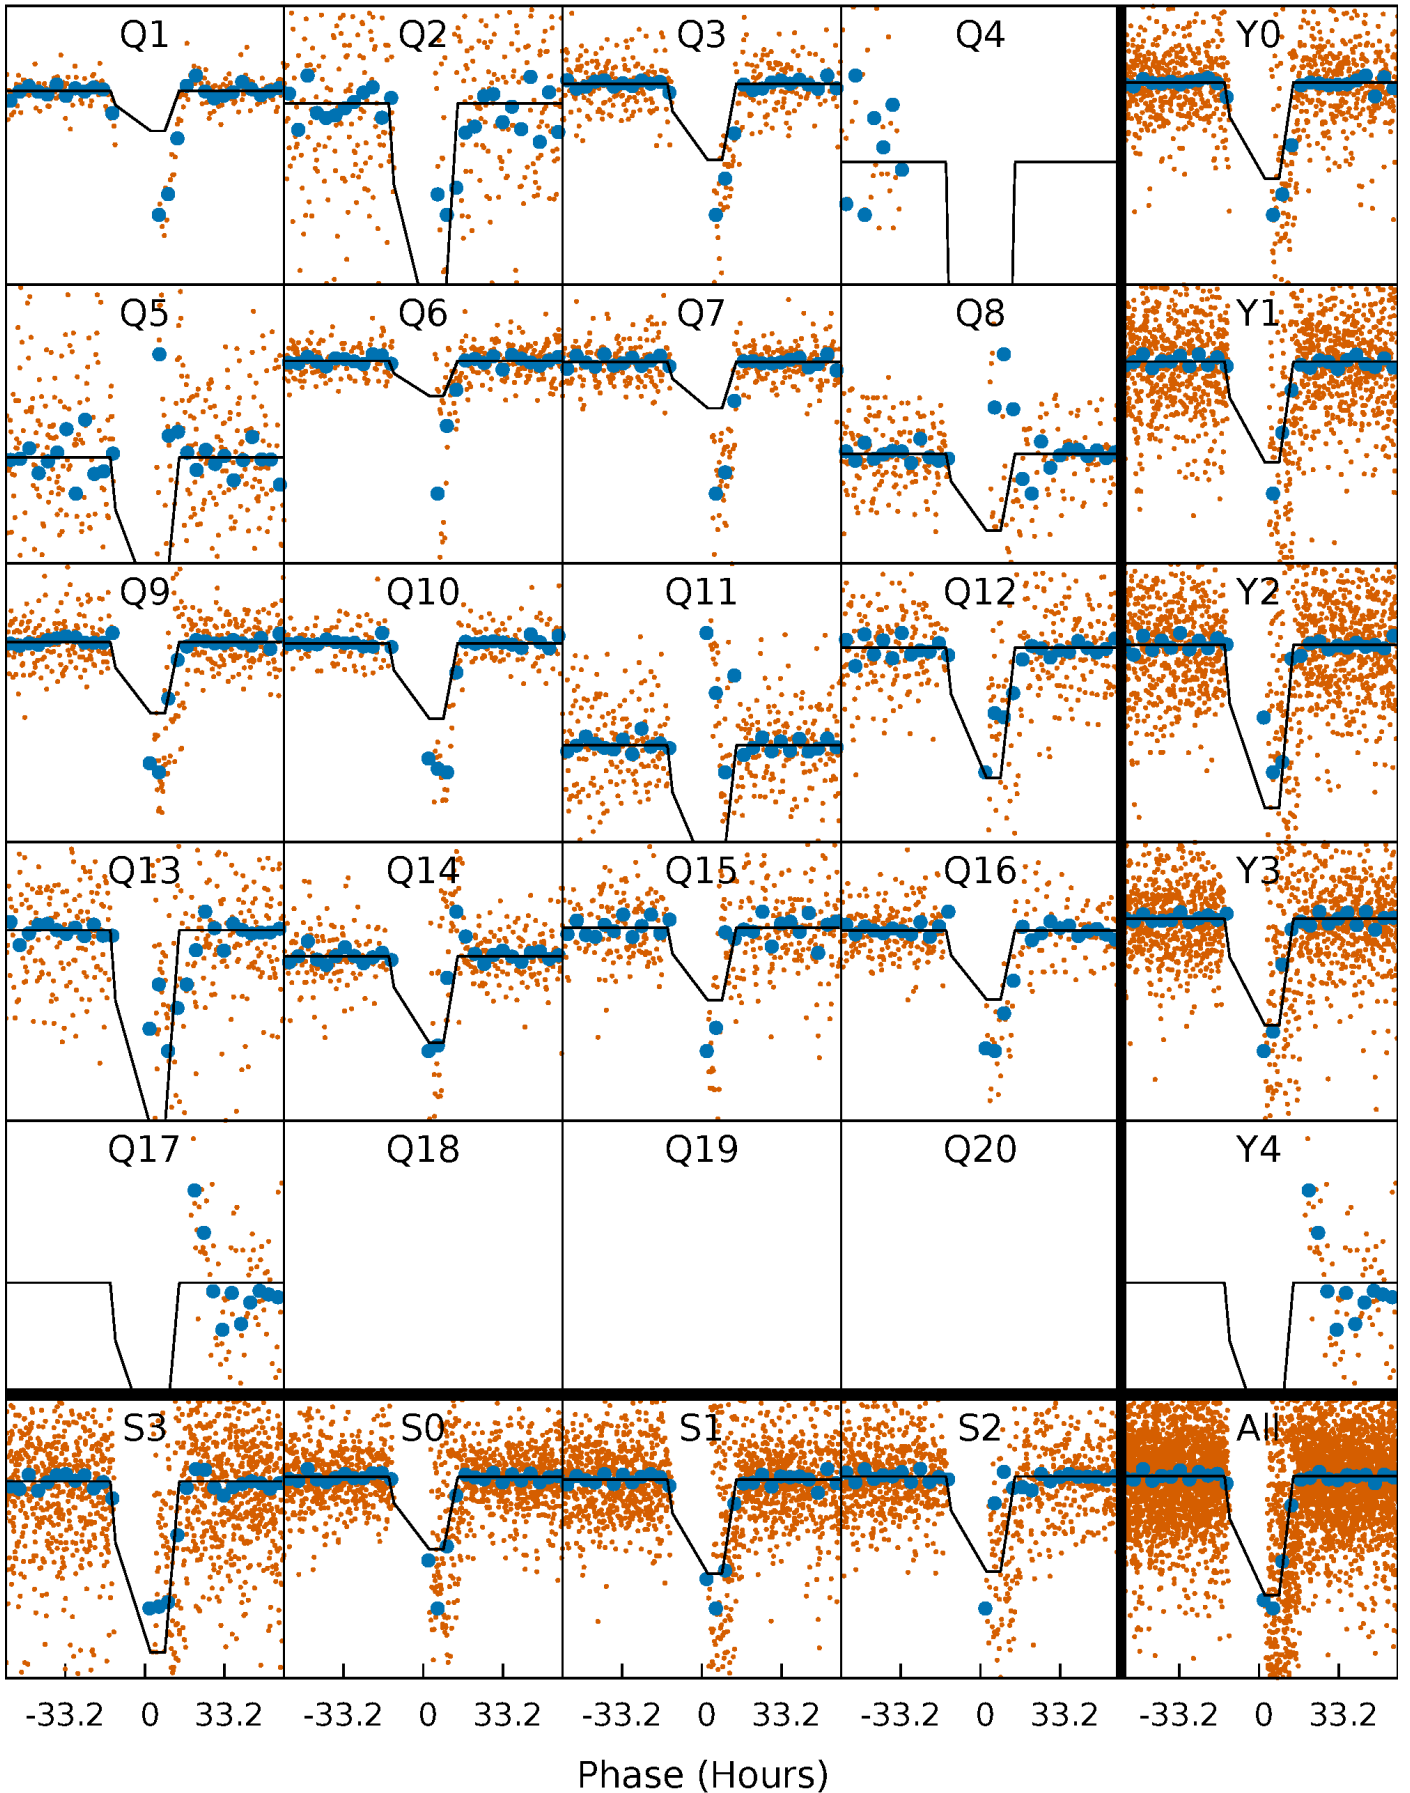 Q1 Q2 Q3 Q4 Y0
Q5 Q6 Q7 Q8 Y1
Q9 Q10 Q11 Q12 Y2
Q13 Q14 Q15 Q16 Y3
Q17 Q18 Q19 Q20 Y4
S3 S0 S1 S2 All
-33.2 0 33.2 -33.2 0 33.2 -33.2 0 33.2 -33.2 0 33.2 -33.2 0 33.2
Phase (Hours)